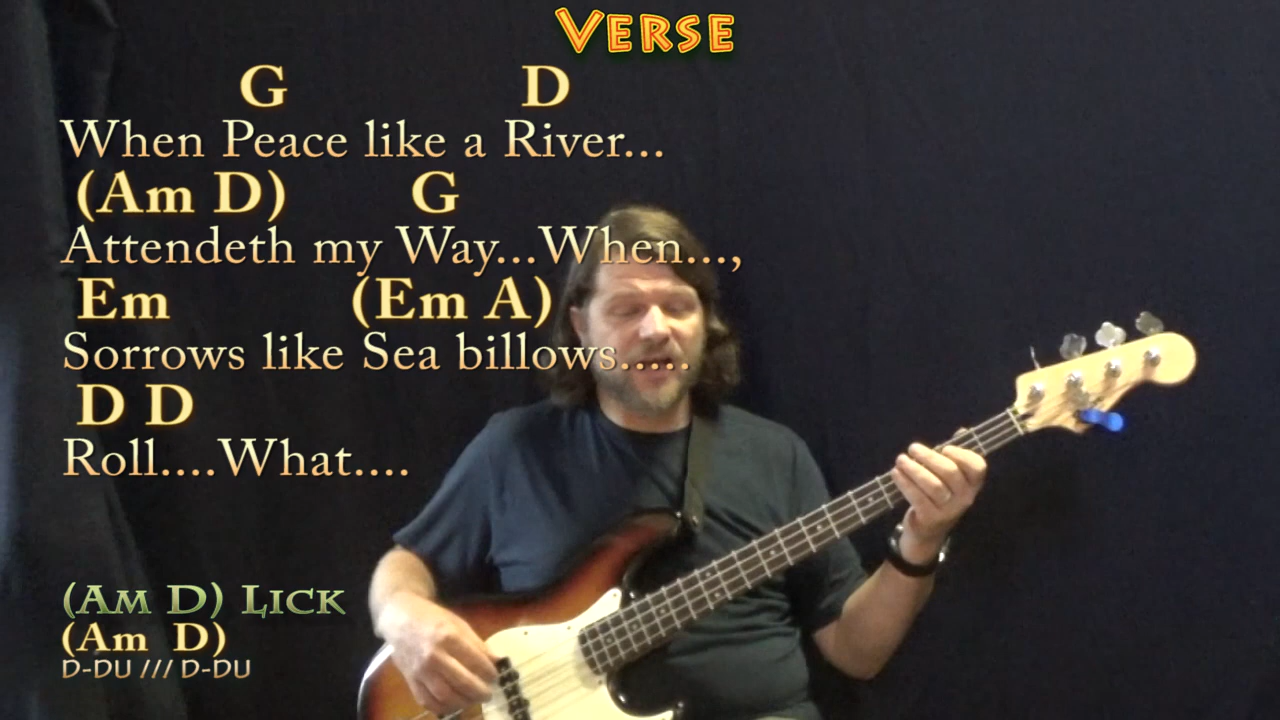 VERSE
G D
When Peace like a River...
(Am D) G
Attendeth my Way...When...,
Em (Em A)
Sorrows like Sea billows.....
D D
Roll....What....
(AM D) LICK
(Am D)
D-DU /// D-DU